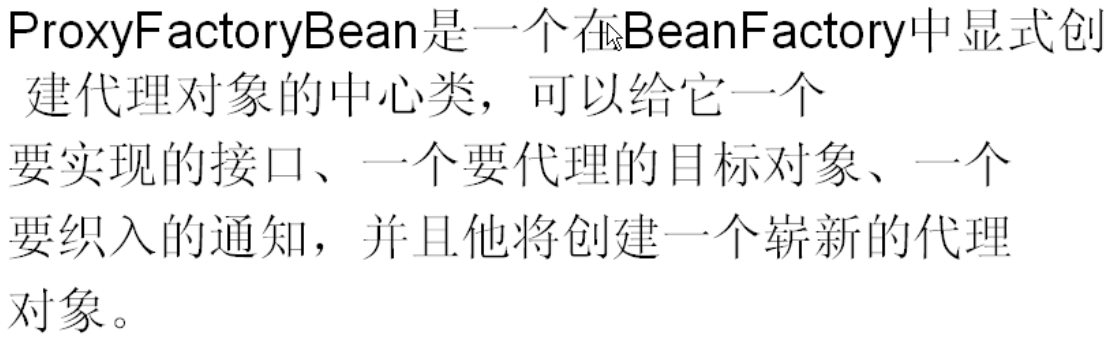 ProxyFactoryBean是一个在BeanFactory中显式创
建代理对象的中心类，可以给它一个
要实现的接口、一个要代理的目标对象、一个
要织入的通知，并且他将创建一个崭新的代理
对象。